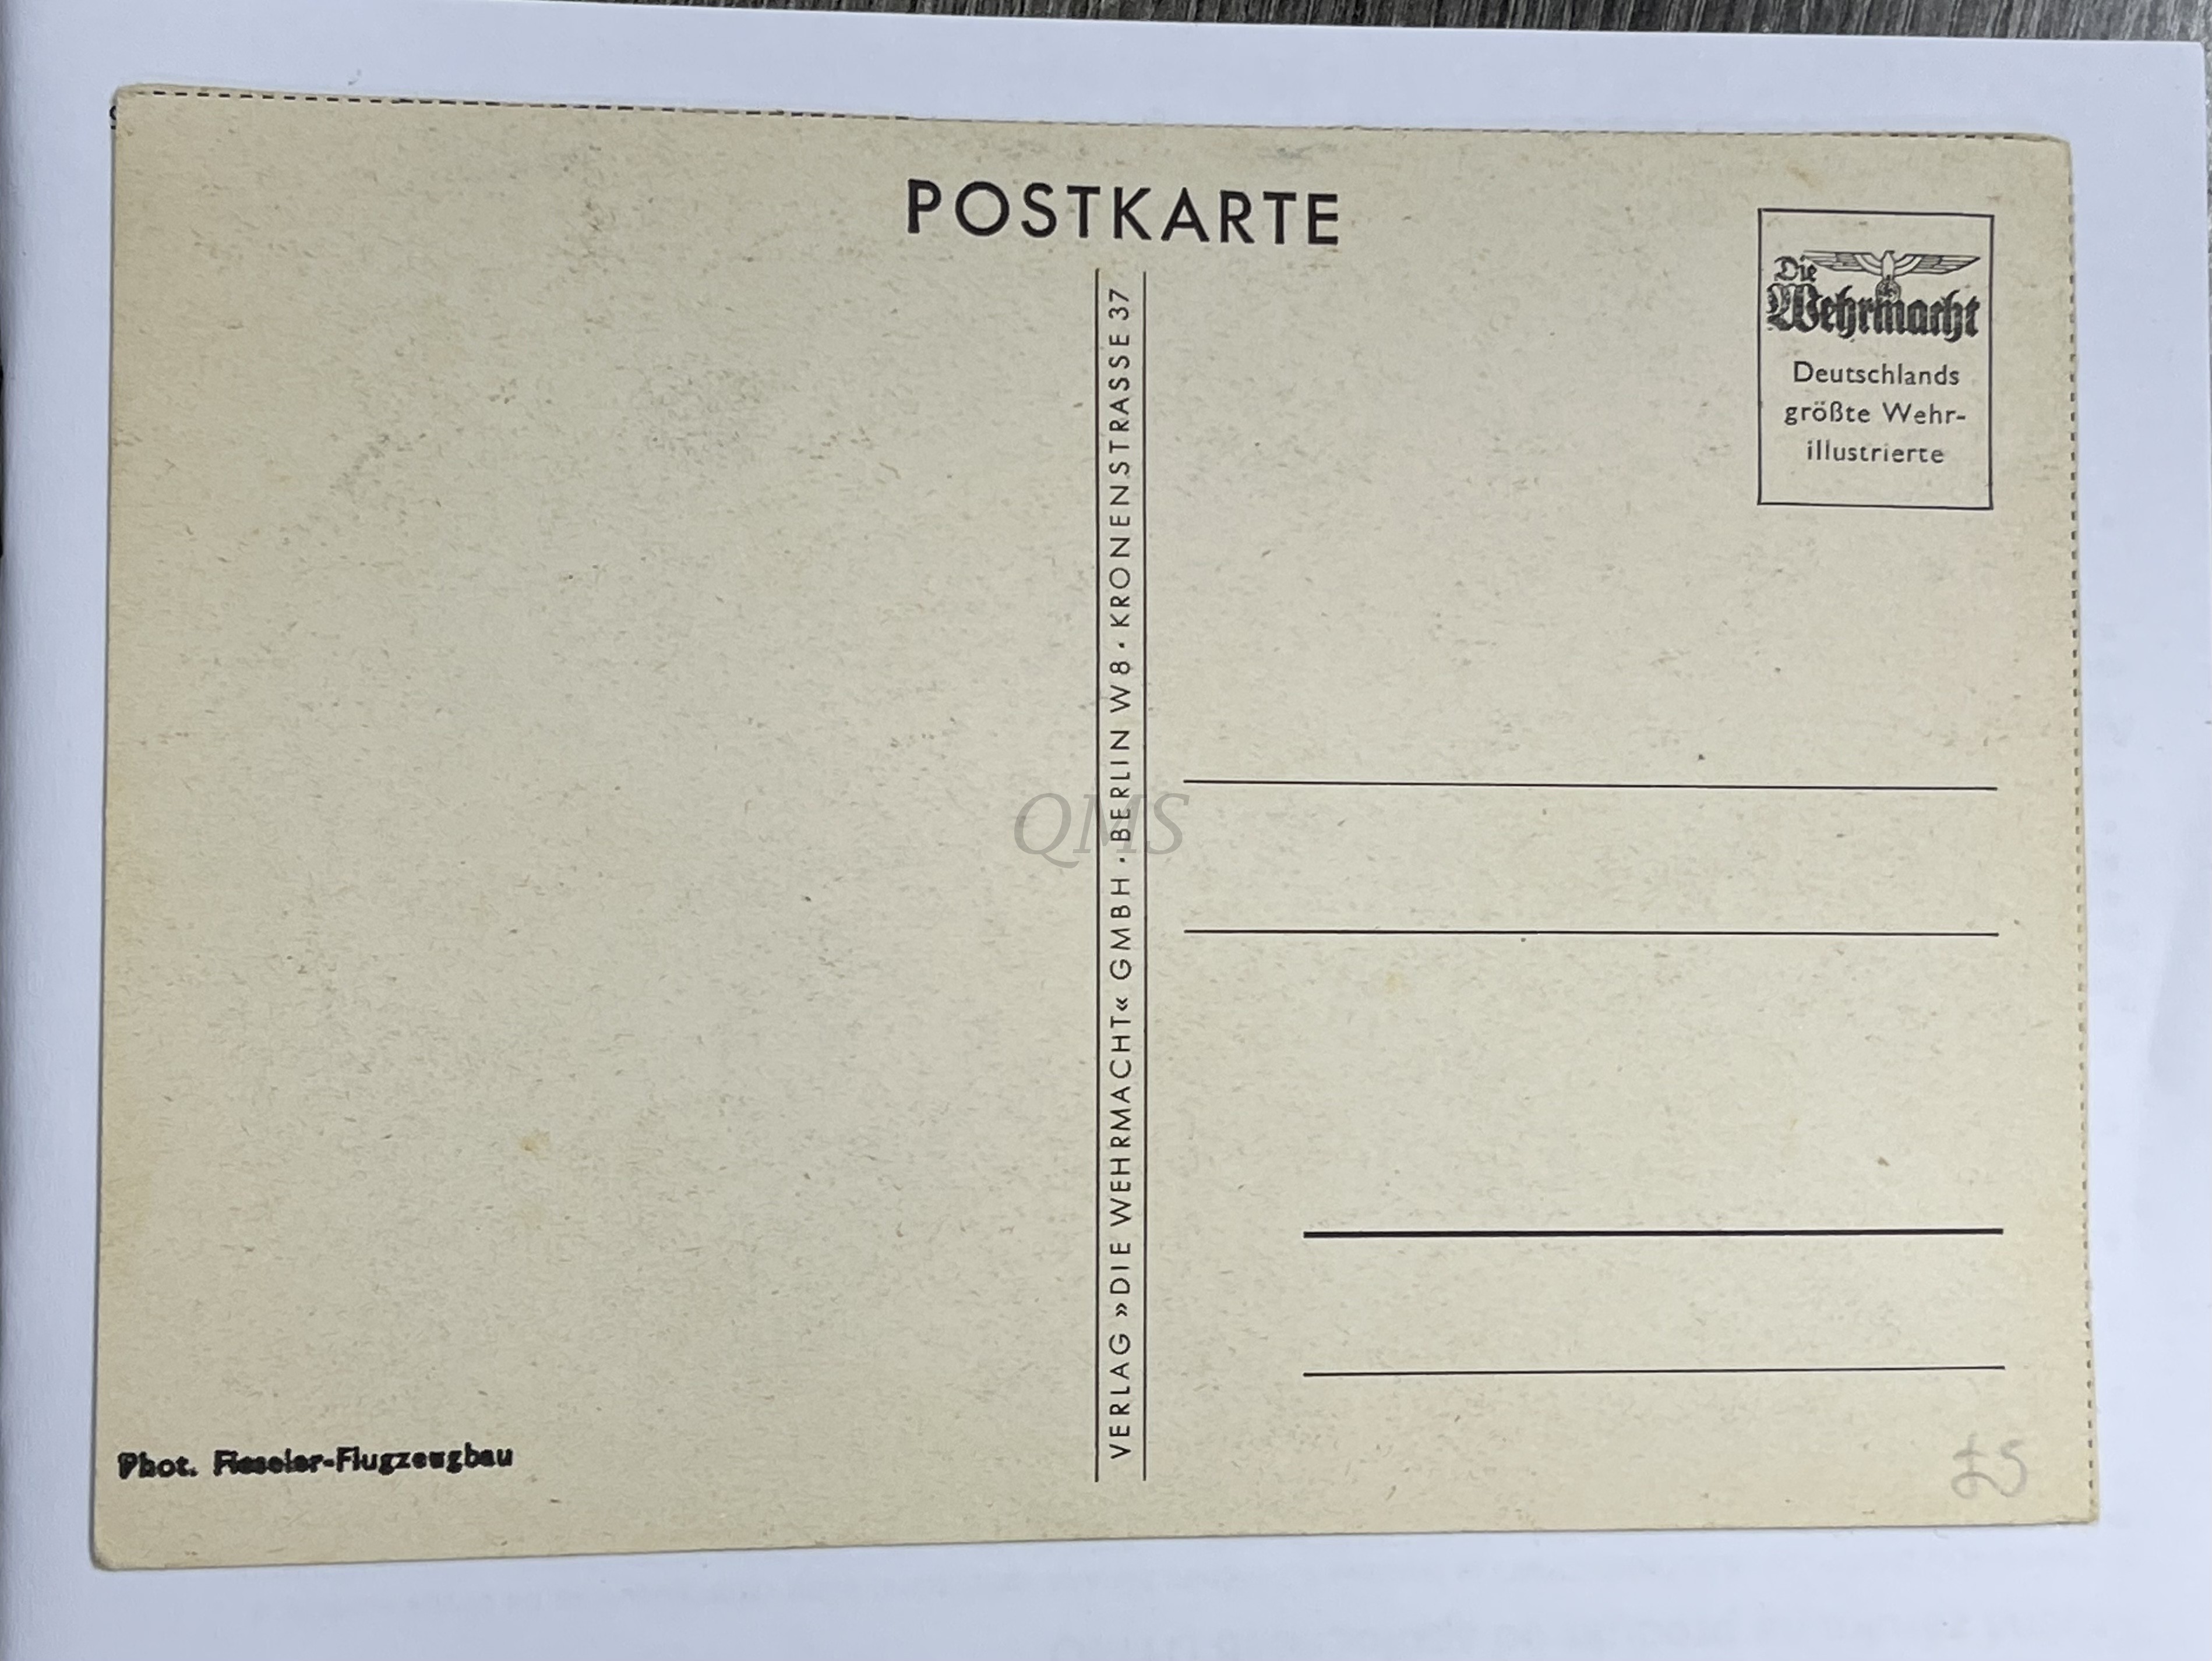 POSTKARTE
Die
Wehrmacht
Deutschlands
größte Wehr-
illustrierte
VERLAG »DIE WEHRMACHT« GMBH · BERLIN W8 · KRONENSTRASSE 37
QMS
Phot. Fieseler-Flugzeugbau
£5